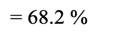 = 68.2 %